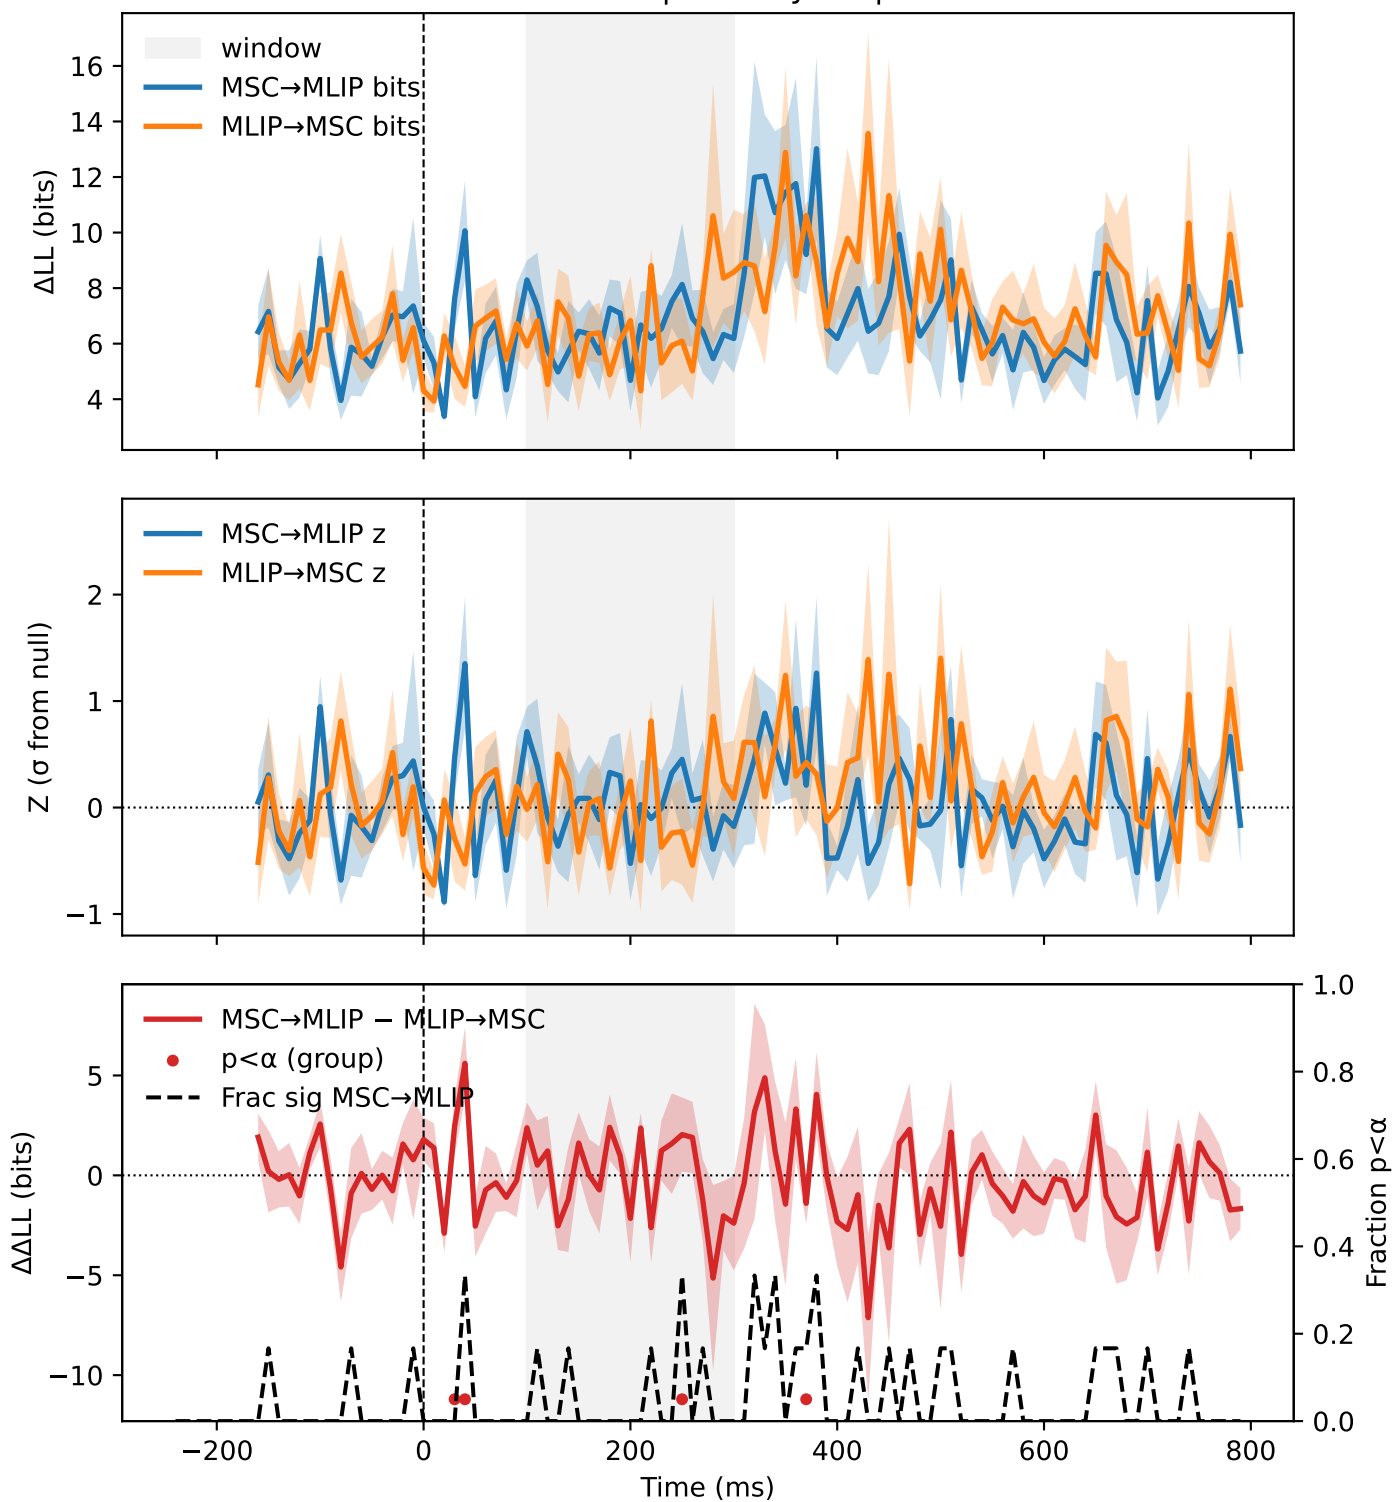 window
MSC→MLIP bits
MLIP→MSC bits
ΔLL (bits)
16
14
12
10
8
6
4
MSC→MLIP z
MLIP→MSC z
Z (σ from null)
2
1
0
−1
MSC→MLIP − MLIP→MSC
p<α (group)
Frac sig MSC→MLIP
ΔΔLL (bits)
5
0
−5
−10
1.0
0.8
0.6
0.4
0.2
0.0
Fraction p<α
−200
0
200
400
600
800
Time (ms)